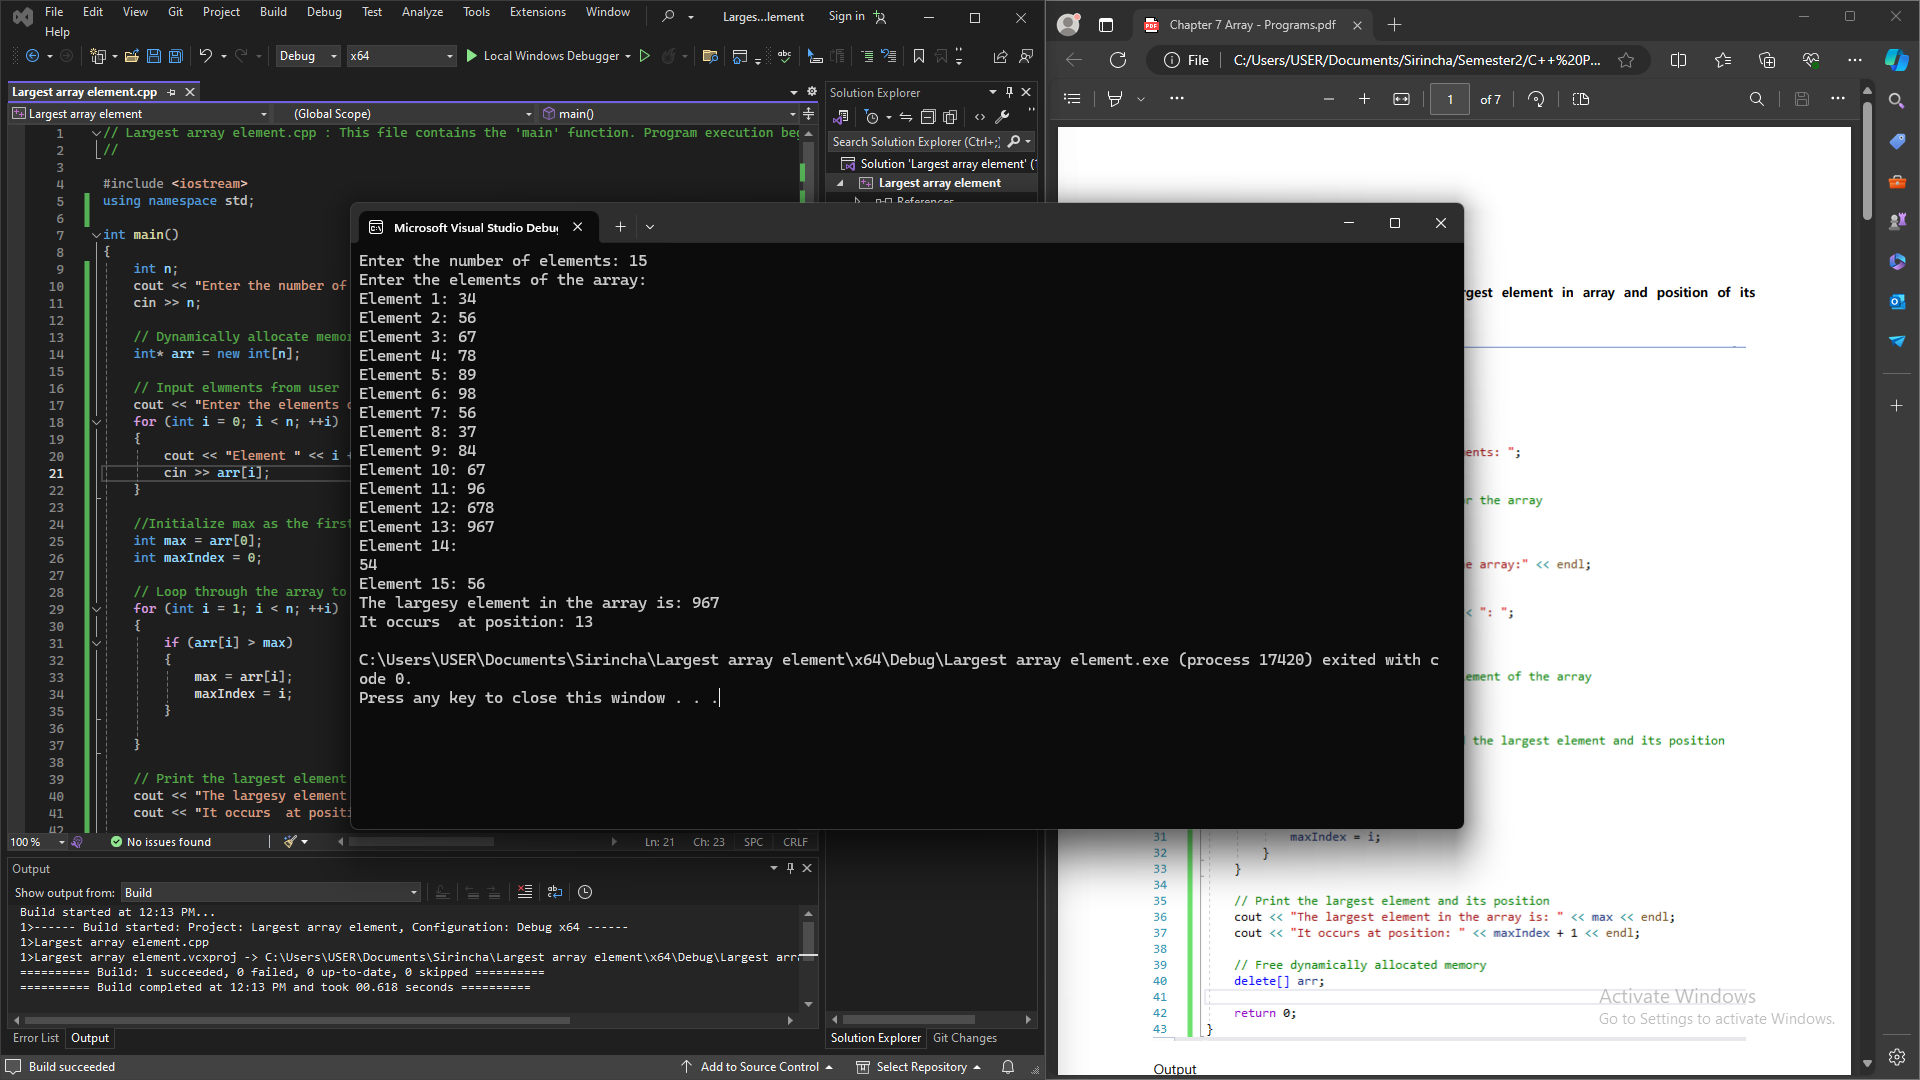 File Edit View Git Project Build Debug Test Analyze Tools Extensions Window
Help
Larges...lement
Sign in
Debug
x64
Local Windows Debugger
Largest array element.cpp
Largest array element
(Global Scope)
main()
1 // Largest array element.cpp : This file contains the 'main' function. Program execution beg
2 //
3
4 #include <iostream>
5 using namespace std;
6
7 int main()
8 {
9 int n;
10 cout << "Enter the number of
11 cin >> n;
12
13 // Dynamically allocate memor
14 int* arr = new int[n];
15
16 // Input elwments from user
17 cout << "Enter the elements o
18 for (int i = 0; i < n; ++i)
19 {
20 cout << "Element " << i +
21 cin >> arr[i];
22 }
23
24 //Initialize max as the first
25 int max = arr[0];
26 int maxIndex = 0;
27
28 // Loop through the array to
29 for (int i = 1; i < n; ++i)
30 {
31 if (arr[i] > max)
32 {
33 max = arr[i];
34 maxIndex = i;
35 }
36
37 }
38
39 // Print the largest element
40 cout << "The largesy element
41 cout << "It occurs  at positi
42
100 %
No issues found
Ln: 21
Ch: 23
SPC
CRLF
Output
Show output from: Build
Build started at 12:13 PM...
1>------ Build started: Project: Largest array element, Configuration: Debug x64 ------
1>Largest array element.cpp
1>Largest array element.vcxproj -> C:\Users\USER\Documents\Sirincha\Largest array element\x64\Debug\Largest arr
========== Build: 1 succeeded, 0 failed, 0 up-to-date, 0 skipped ==========
========== Build completed at 12:13 PM and took 00.618 seconds ==========
Error List
Output
Build succeeded
Add to Source Control
Select Repository
Solution Explorer
Search Solution Explorer (Ctrl+;)
Solution 'Largest array element' (
Largest array element
References
Solution Explorer
Git Changes
Microsoft Visual Studio Debu
Enter the number of elements: 15
Enter the elements of the array:
Element 1: 34
Element 2: 56
Element 3: 67
Element 4: 78
Element 5: 89
Element 6: 98
Element 7: 56
Element 8: 37
Element 9: 84
Element 10: 67
Element 11: 96
Element 12: 678
Element 13: 967
Element 14:
54
Element 15: 56
The largesy element in the array is: 967
It occurs  at position: 13
C:\Users\USER\Documents\Sirincha\Largest array element\x64\Debug\Largest array element.exe (process 17420) exited with c
ode 0.
Press any key to close this window . . .
Chapter 7 Array - Programs.pdf
File
C:/Users/USER/Documents/Sirincha/Semester2/C++%20P...
1 of 7
rgest element in array and position of its
ents: ";
or the array
e array:" << endl;
< ": ";
ement of the array
the largest element and its position
31 maxIndex = i;
32 }
33 }
34
35 // Print the largest element and its position
36 cout << "The largest element in the array is: " << max << endl;
37 cout << "It occurs at position: " << maxIndex + 1 << endl;
38
39 // Free dynamically allocated memory
40 delete[] arr;
41
42 return 0;
43 }
Output
Activate Windows
Go to Settings to activate Windows.